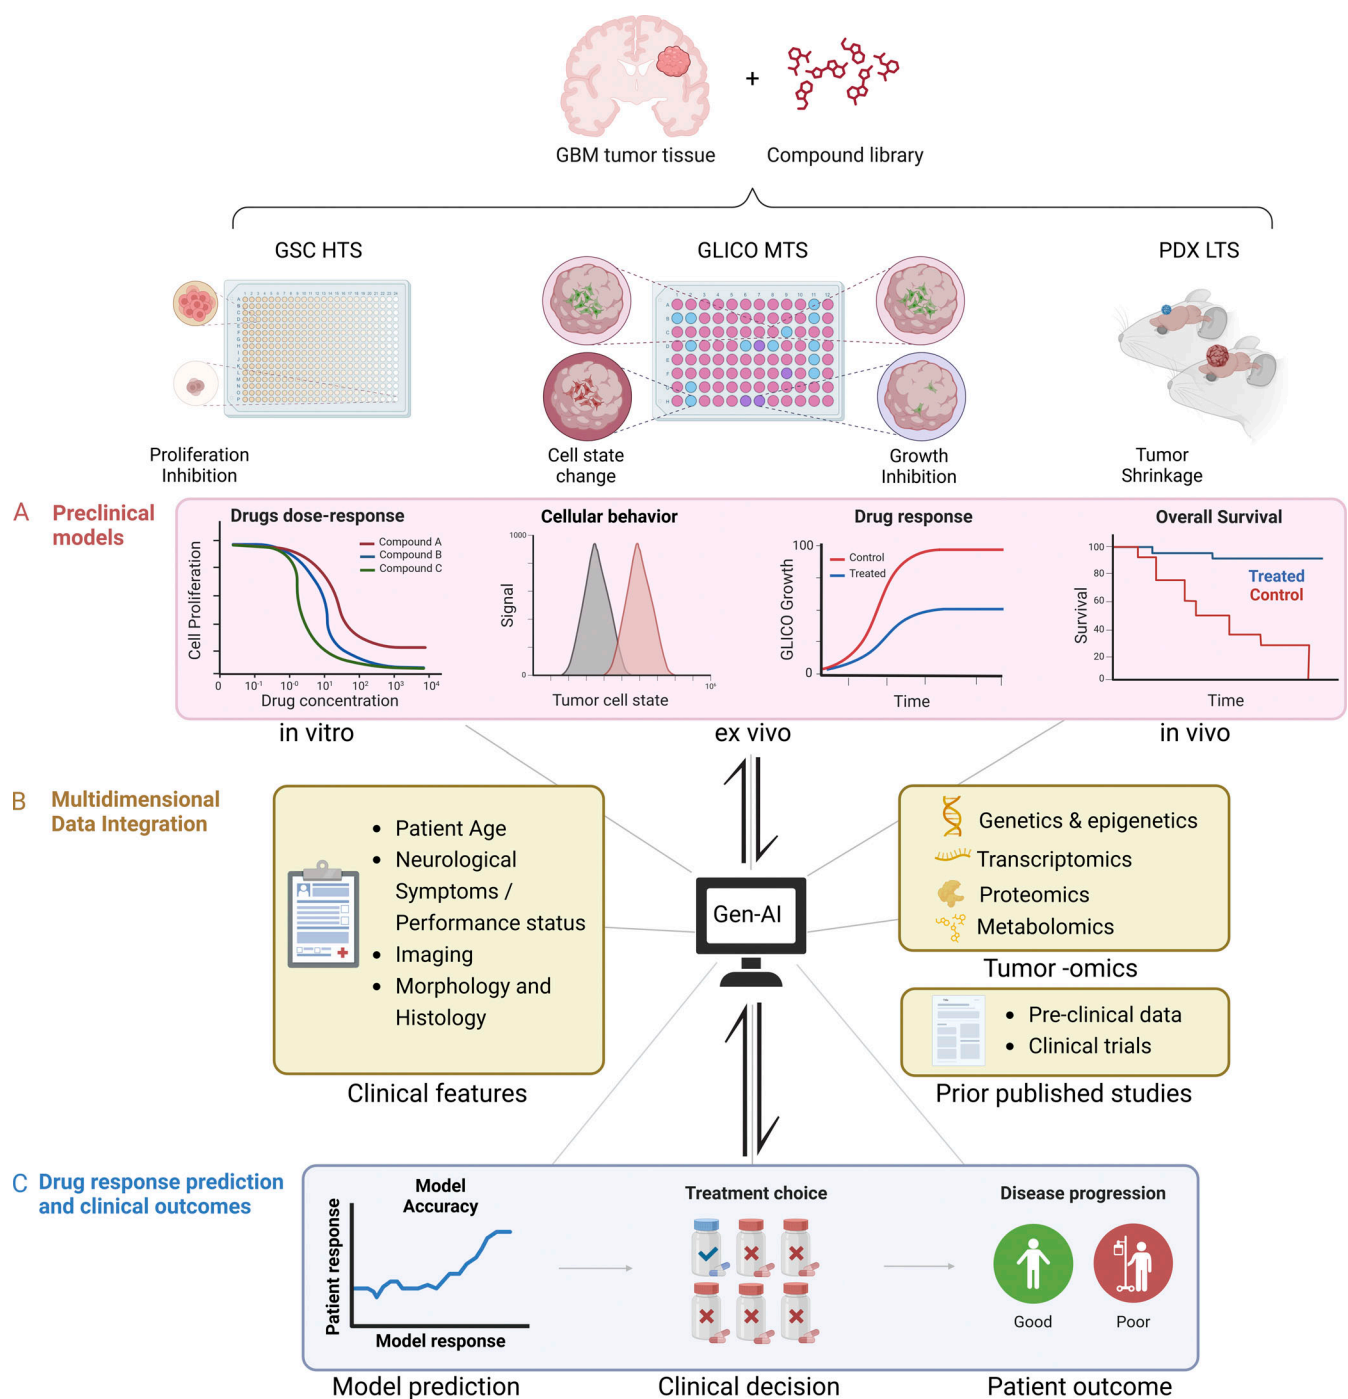 GBM tumor tissue
+
Compound library
GSC HTS
GLICO MTS
PDX LTS
Proliferation
Inhibition
Cell state
change
Growth
Inhibition
Tumor
Shrinkage
A Preclinical
models
Drugs dose-response
Cell Proliferation
Compound A
Compound B
Compound C
0 10⁻¹ 10⁻⁰ 10¹ 10² 10³ 10⁴
Drug concentration
Cellular behavior
1000
Signal
0
Tumor cell state
Drug response
100
GLICO Growth
0
Control
Treated
Time
Overall Survival
Survival
100
60
40
20
0
Treated
Control
Time
in vitro
ex vivo
in vivo
B Multidimensional
Data Integration
• Patient Age
• Neurological
Symptoms /
Performance status
• Imaging
• Morphology and
Histology
Clinical features
Gen-AI
Genetics & epigenetics
Transcriptomics
Proteomics
Metabolomics
Tumor -omics
• Pre-clinical data
• Clinical trials
Prior published studies
C Drug response prediction
and clinical outcomes
Model
Accuracy
Patient response
Model response
Treatment choice
Disease progression
Good
Poor
Model prediction
Clinical decision
Patient outcome